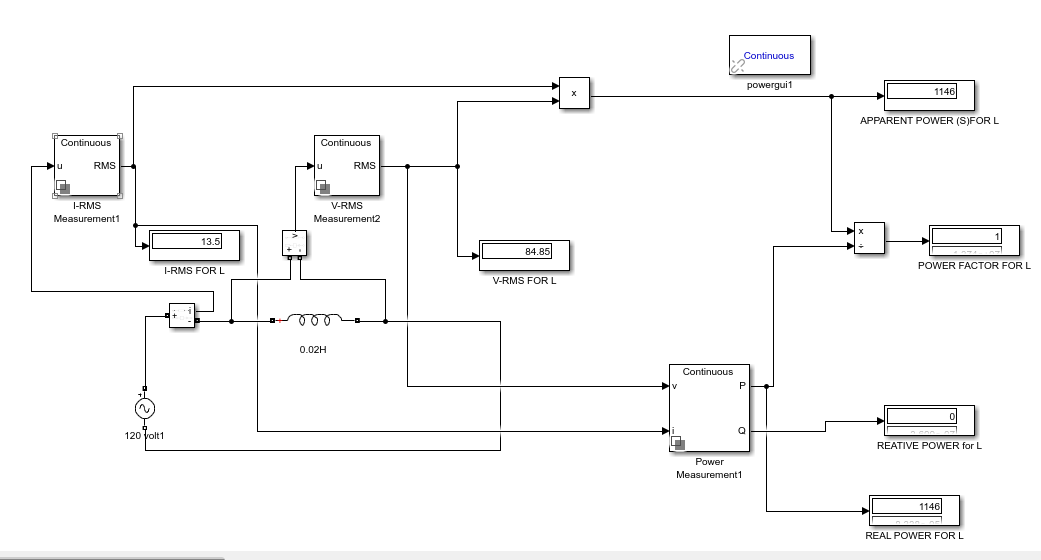 Continuous
powergui1
x
1146
APPARENT POWER (S)FOR L
Continuous
u
RMS
I-RMS
Measurement1
Continuous
u
RMS
V-RMS
Measurement2
13.5
I-RMS FOR L
>
+ -
84.85
V-RMS FOR L
x
÷
1
POWER FACTOR FOR L
+
i
-
+
0.02H
Continuous
v
P
i
Q
Power
Measurement1
+
120 volt1
0
REATIVE POWER for L
1146
REAL POWER FOR L